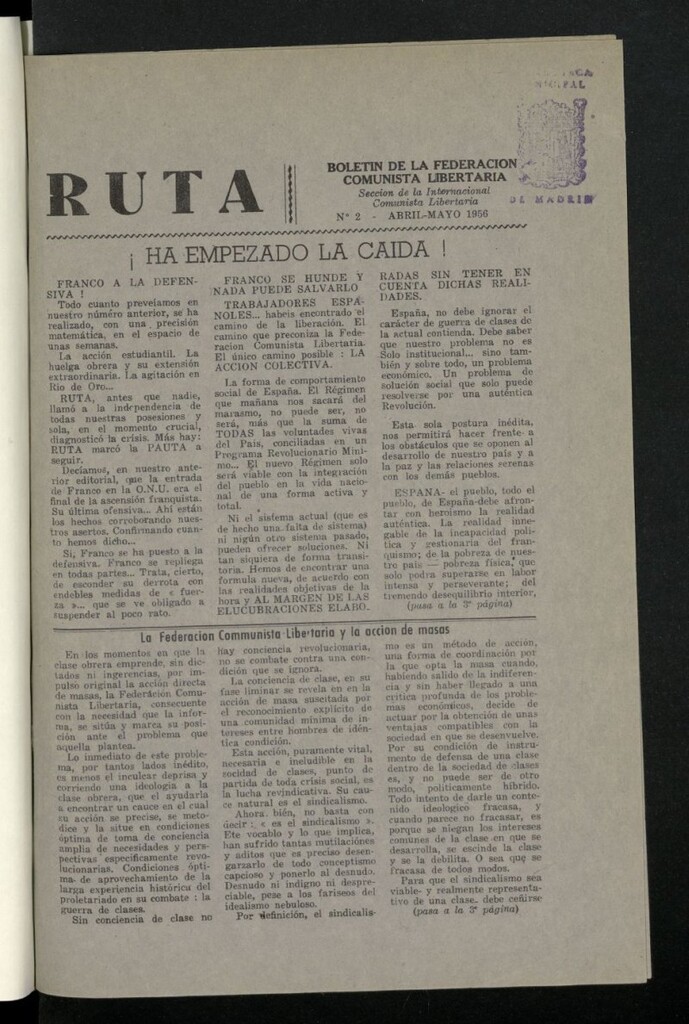 RUTA
BOLETIN DE LA FEDERACION
COMUNISTA LIBERTARIA
Seccion de la Internacional
Comunista Libertaria
N° 2 - ABRIL-MAYO 1956
DE MADRID
¡ HA EMPEZADO LA CAIDA !
FRANCO A LA DEFEN-
SIVA !
Todo cuanto preveíamos en
nuestro número anterior, se ha
realizado, con una precisión
matemática, en el espacio de
unas semanas.
La acción estudiantil. La
huelga obrera y su extensión
extraordinaria. La agitación en
Rio de Oro...
RUTA, antes que nadie,
llamó a la independencia de
todas nuestras posesiones y
sola, en el momento crucial,
diagnosticó la crisis. Más hay:
RUTA marcó la PAUTA a
seguir.
Deciamos, en nuestro ante-
rior editorial, que la entrada
de Franco en la O.N.U. era el
final de la ascensión franquista.
Su última ofensiva... Ahí están
los hechos corroborando nues-
tros asertos. Confirmando cuan-
to hemos dicho...
Si, Franco se ha puesto a la
defensiva. Franco se repliega
en todas partes... Trata, cierto,
de esconder su derrota con
endebles medidas de « fuer-
za »... que se ve obligado a
suspender al poco rato.
FRANCO SE HUNDE Y
NADA PUEDE SALVARLO
TRABAJADORES ESPA-
ÑOLES... habeis encontrado el
camino de la liberación. El
camino que preconiza la Fede-
racion Comunista Libertaria.
El único camino posible : LA
ACCION COLECTIVA.
La forma de comportamiento
social de España. El Régimen
que mañana nos sacará del
marasmo, no puede ser, no
será, más que la suma de
TODAS las voluntades vivas
del Pais, conciliadas en un
Programa Revolucionario Míni-
mo... El nuevo Régimen solo
será viable con la integración
del pueblo en la vida nacio-
nal de una forma activa y
total.
Ni el sistema actual (que es
de hecho una falta de sistema)
ni nigún otro sistema pasado,
pueden ofrecer soluciones. Ni
tan siquiera de forma transi-
toria. Hemos de encontrar una
formula nueva, de acuerdo con
las realidades objetivas de la
hora y AL MARGEN DE LAS
ELUCUBRACIONES ELABO-
RADAS SIN TENER EN
CUENTA DICHAS REALI-
DADES.
España, no debe ignorar el
carácter de guerra de clases de
la actual contienda. Debe saber
que nuestro problema no es
Solo institucional... sino tam-
bién y sobre todo, un problema
económico. Un problema de
solución social que solo puede
resolverse por una auténtica
Revolución.
Esta sola postura inédita,
nos permitirá hacer frente a
los obstáculos que se oponen al
desarrollo de nuestro pais y a
la paz y las relaciones serenas
con los demás pueblos.
ESPAÑA- el pueblo, todo el
pueblo, de España-debe afron-
tar con heroismo la realidad
auténtica. La realidad inne-
gable de la incapacidad poli-
tica y gestionaria del fran-
quismo; de la pobreza de nues-
tro pais — pobreza física, que
solo podra superarse en labor
intensa y perseverante; del
tremendo desequilibrio interior,
(pasa a la 3ª página)
La Federacion Communista Libertaria y la accion de masas
En los momentos en que la
clase obrera emprende, sin dic-
tados ni ingerencias, por im-
pulso original la acción directa
de masas, la Federación Comu-
nista Libertaria, consecuente
con la necesidad que la infor-
ma, se sitúa y marca su posi-
ción ante el problema que
aquella plantea.
Lo inmediato de este proble-
ma, por tantos lados inédito,
es menos el inculcar deprisa y
corriendo una ideología a la
clase obrera, que el ayudarla
a encontrar un cauce en el cual
su acción se precise, se meto-
dice y la situe en condiciones
óptima de toma de conciencia
amplia de necesidades y pers-
pectivas específicamente revo-
lucionarias. Condiciones ópti-
ma- de aprovechamiento de la
larga experiencia histórica del
proletariado en su combate : la
guerra de clases.
Sin conciencia de clase no
hay conciencia revolucionaria,
no se combate contra una con-
dición que se ignora.
La conciencia de clase, en su
fase liminar se revela en en la
acción de masa suscitada por
el reconocimiento explícito de
una comunidad mínima de in-
tereses entre hombres de idén-
tica condición.
Esta acción, puramente vital,
necesaria e ineludible en la
socidad de clases, punto de
partida de toda crisis social, es
la lucha revindicativa. Su cau-
ce natural es el sindicalismo.
Ahora bien, no basta con
decir : « es el sindicalismo ».
Ete vocablo y lo que implica,
han sufrido tantas mutilaciónes
y aditos que es preciso desen-
garzarlo de todo conceptismo
capcioso y ponerlo al desnudo.
Desnudo ni indigno ni despre-
ciable, pese a los fariseos del
idealismo nebuloso.
Por definición, el sindicalis-
mo es un método de acción,
una forma de coordinación por
la que opta la masa cuando,
habiendo salido de la indiferen-
cia y sin haber llegado a una
crítica profunda de los proble-
mas económicos, decide de
actuar por la obtención de unas
ventajas compatibles con la
sociedad en que se desenvuelve.
Por su condición de instru-
mento de defensa de una clase
dentro de la sociedad de clases
es, y no puede ser de otro
modo, politicamente híbrido.
Todo intento de darle un conte-
nido ideologico fracasa, y
cuando parece no fracasar, es
porque se niegan los intereses
comunes de la clase en que se
desarrolla, se escinde la clase
y se la debilita. O sea que se
fracasa de todos modos.
Para que el sindicalismo sea
viable- y realmente representa-
tivo de una clase. debe ceñirse
(pasa a la 3ª página)